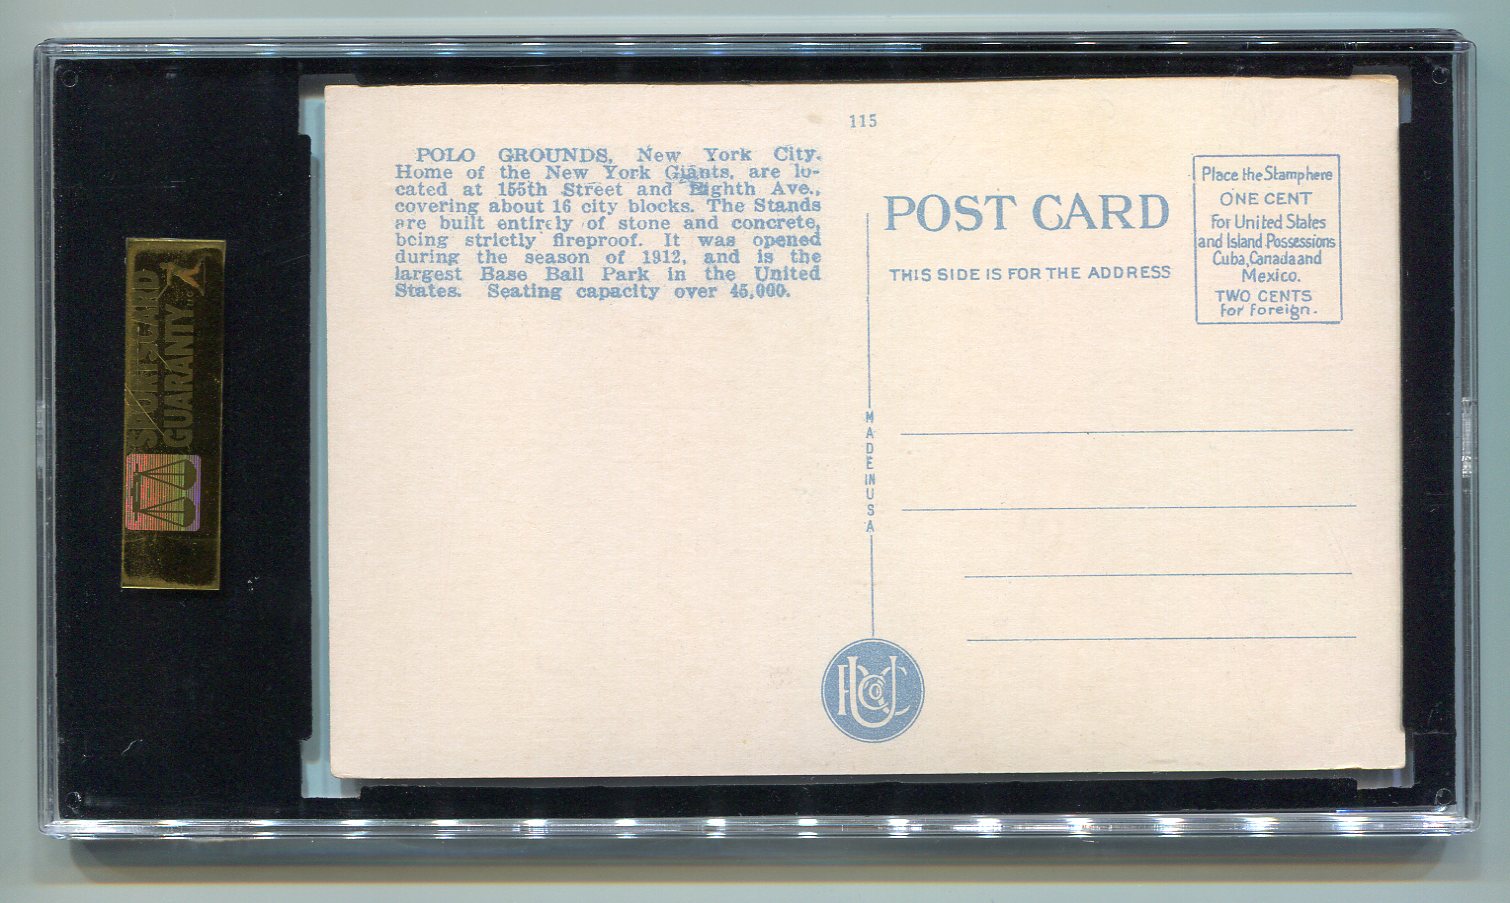 115
POLO GROUNDS, New York City.
Home of the New York Giants, are lo-
cated at 155th Street and Eighth Ave.,
covering about 16 city blocks. The Stands
are built entirely of stone and concrete,
being strictly fireproof. It was opened
during the season of 1912, and is the
largest Base Ball Park in the United
States. Seating capacity over 45,000.
POST CARD
THIS SIDE IS FOR THE ADDRESS
Place the Stamp here
ONE CENT
for United States
and Island Possessions
Cuba, Canada and
Mexico.
TWO CENTS
for foreign.
MADE IN USA
SPORTSCARD
GUARANTY LLC